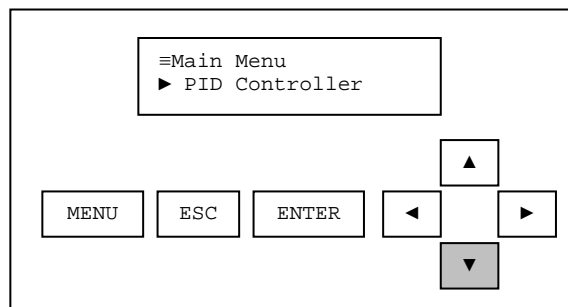 ≡Main Menu
► PID Controller
▲
MENU ESC ENTER ◄ ►
▼